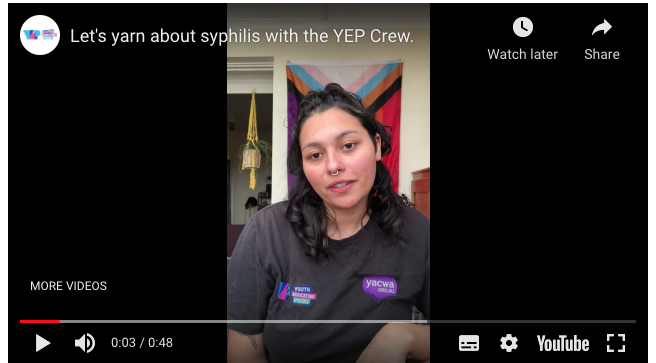 Let's yarn about syphilis with the YEP Crew.
Watch later
Share
YOUTH
EDUCATING
PEERS
yacwa
.ORG.AU
MORE VIDEOS
0:03 / 0:48
YouTube